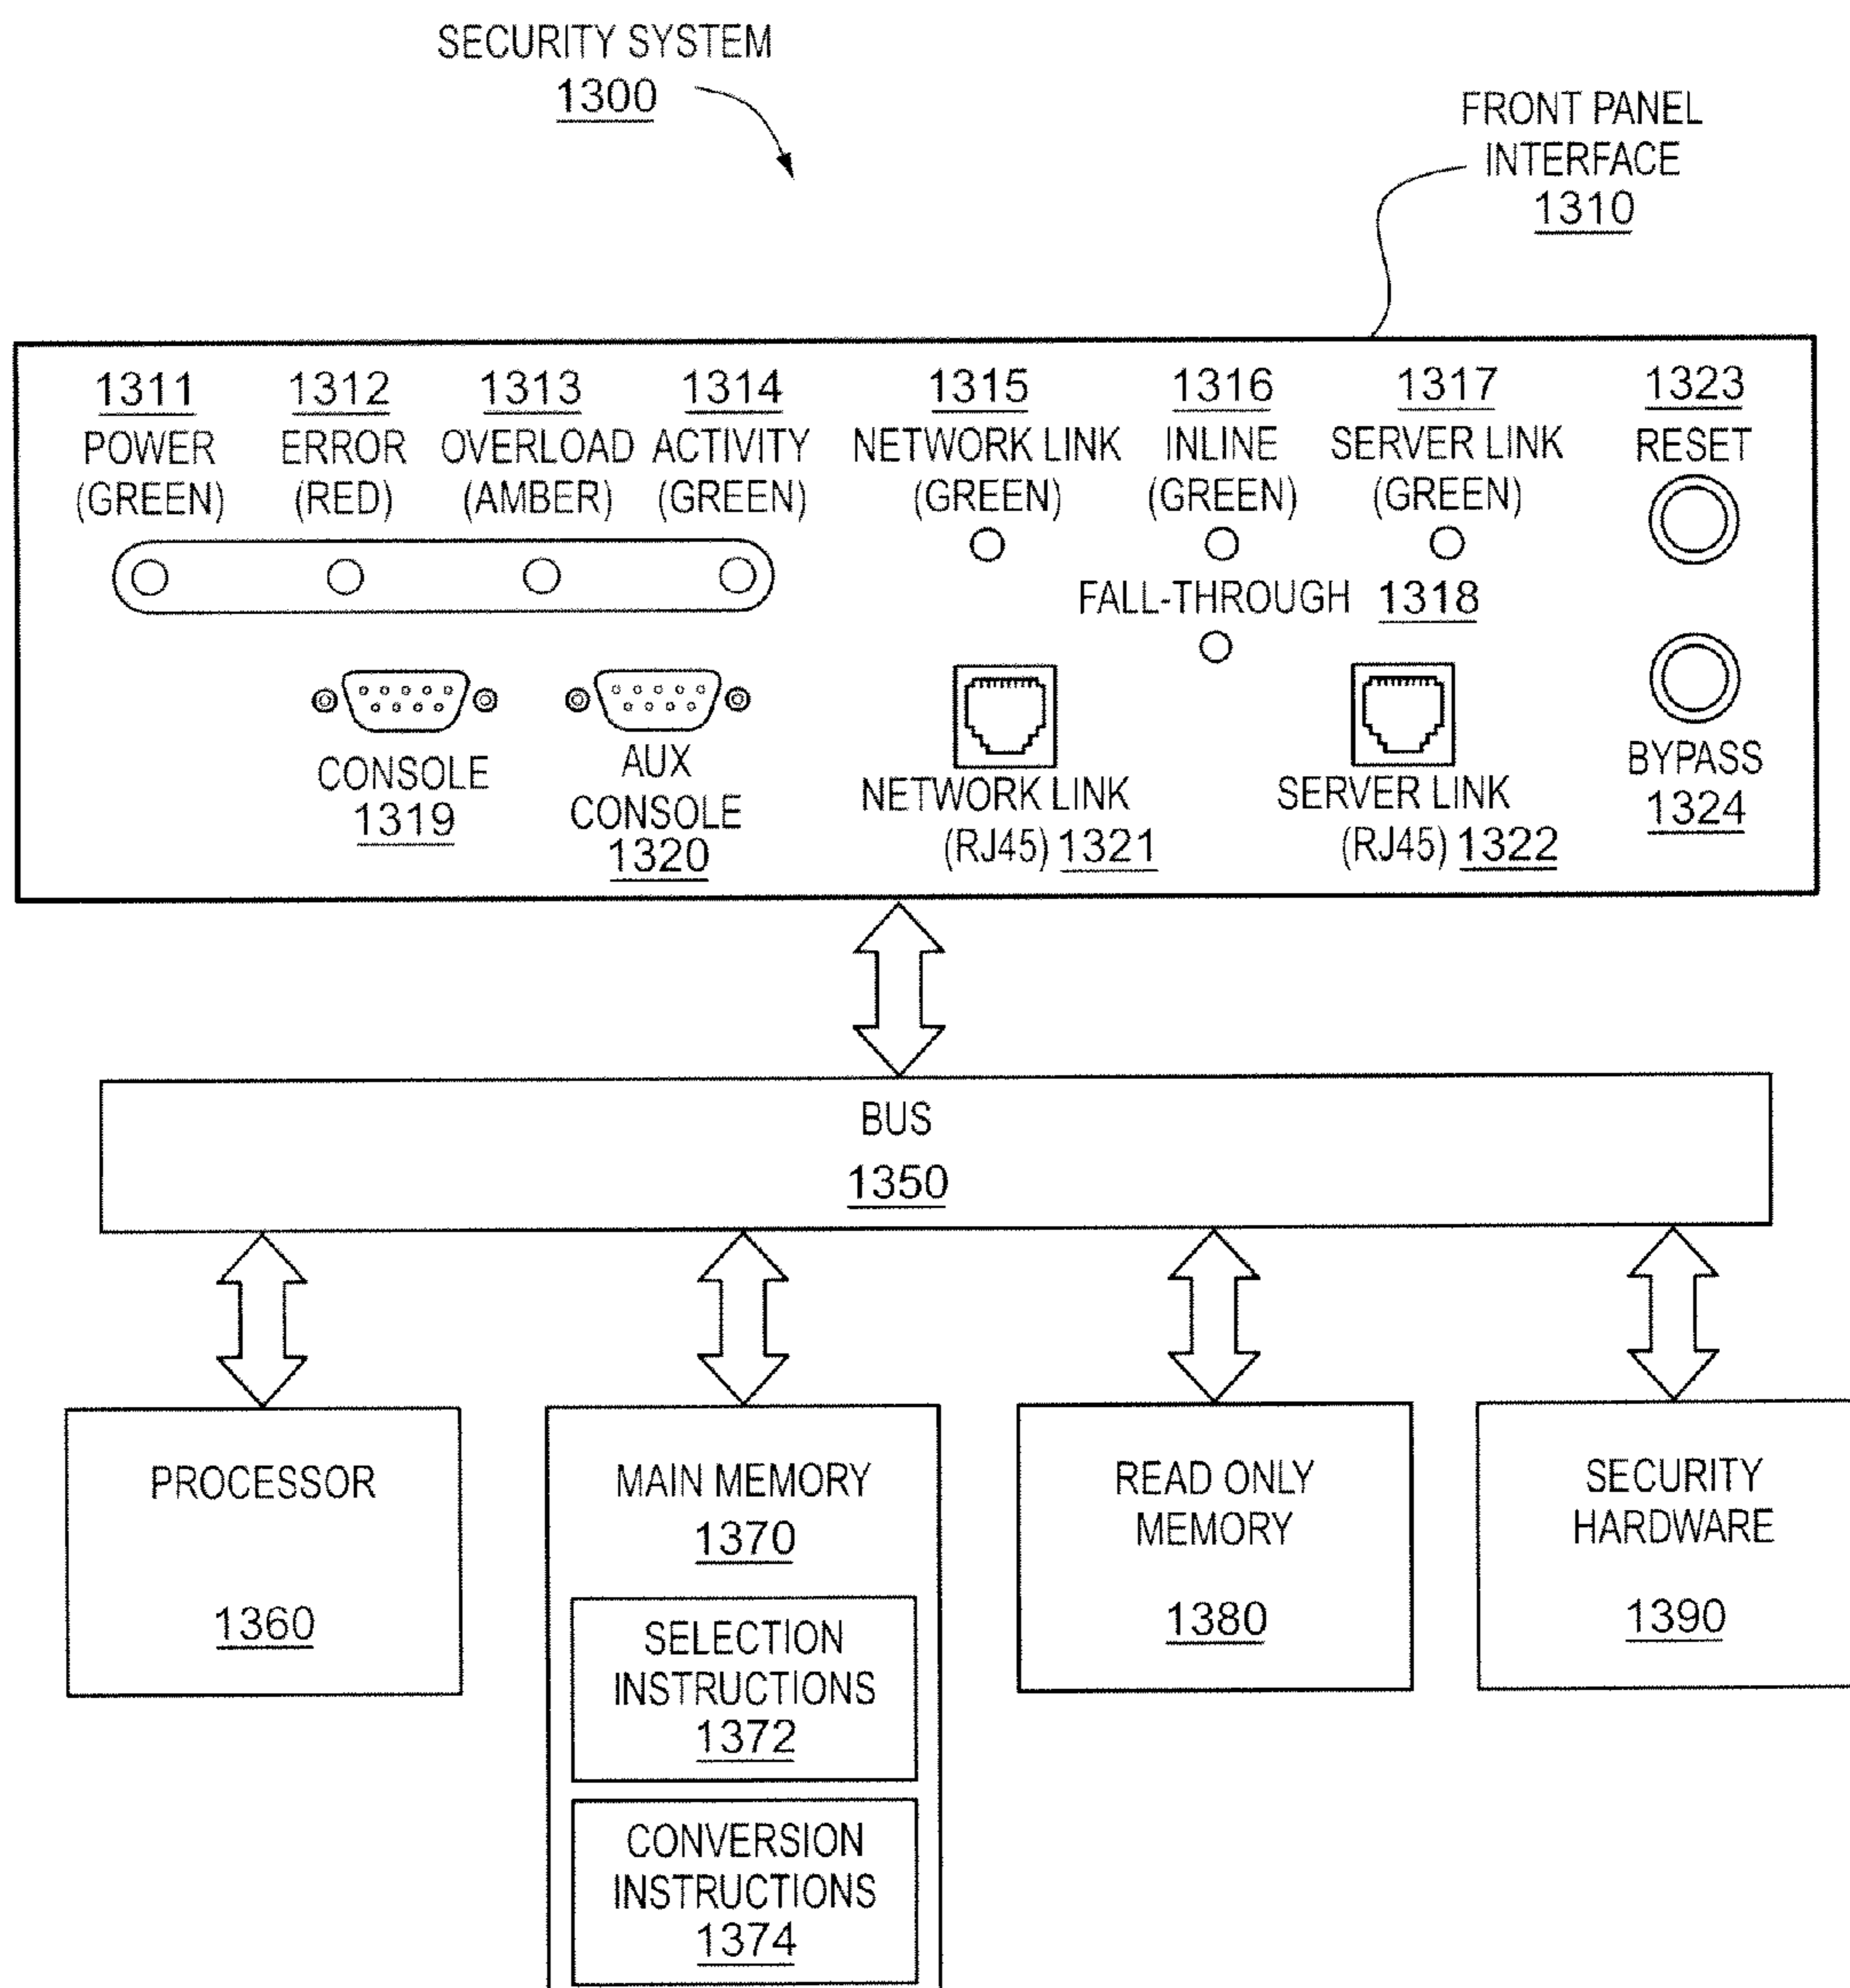 SECURITY SYSTEM
1300
FRONT PANEL
INTERFACE
1310
1311
POWER
(GREEN)
1312
ERROR
(RED)
1313
OVERLOAD
(AMBER)
1314
ACTIVITY
(GREEN)
1315
NETWORK LINK
(GREEN)
1316
INLINE
(GREEN)
1317
SERVER LINK
(GREEN)
1323
RESET
FALL-THROUGH 1318
CONSOLE
1319
AUX
CONSOLE
1320
NETWORK LINK
(RJ45) 1321
SERVER LINK
(RJ45) 1322
BYPASS
1324
BUS
1350
PROCESSOR
1360
MAIN MEMORY
1370
SELECTION
INSTRUCTIONS
1372
CONVERSION
INSTRUCTIONS
1374
READ ONLY
MEMORY
1380
SECURITY
HARDWARE
1390